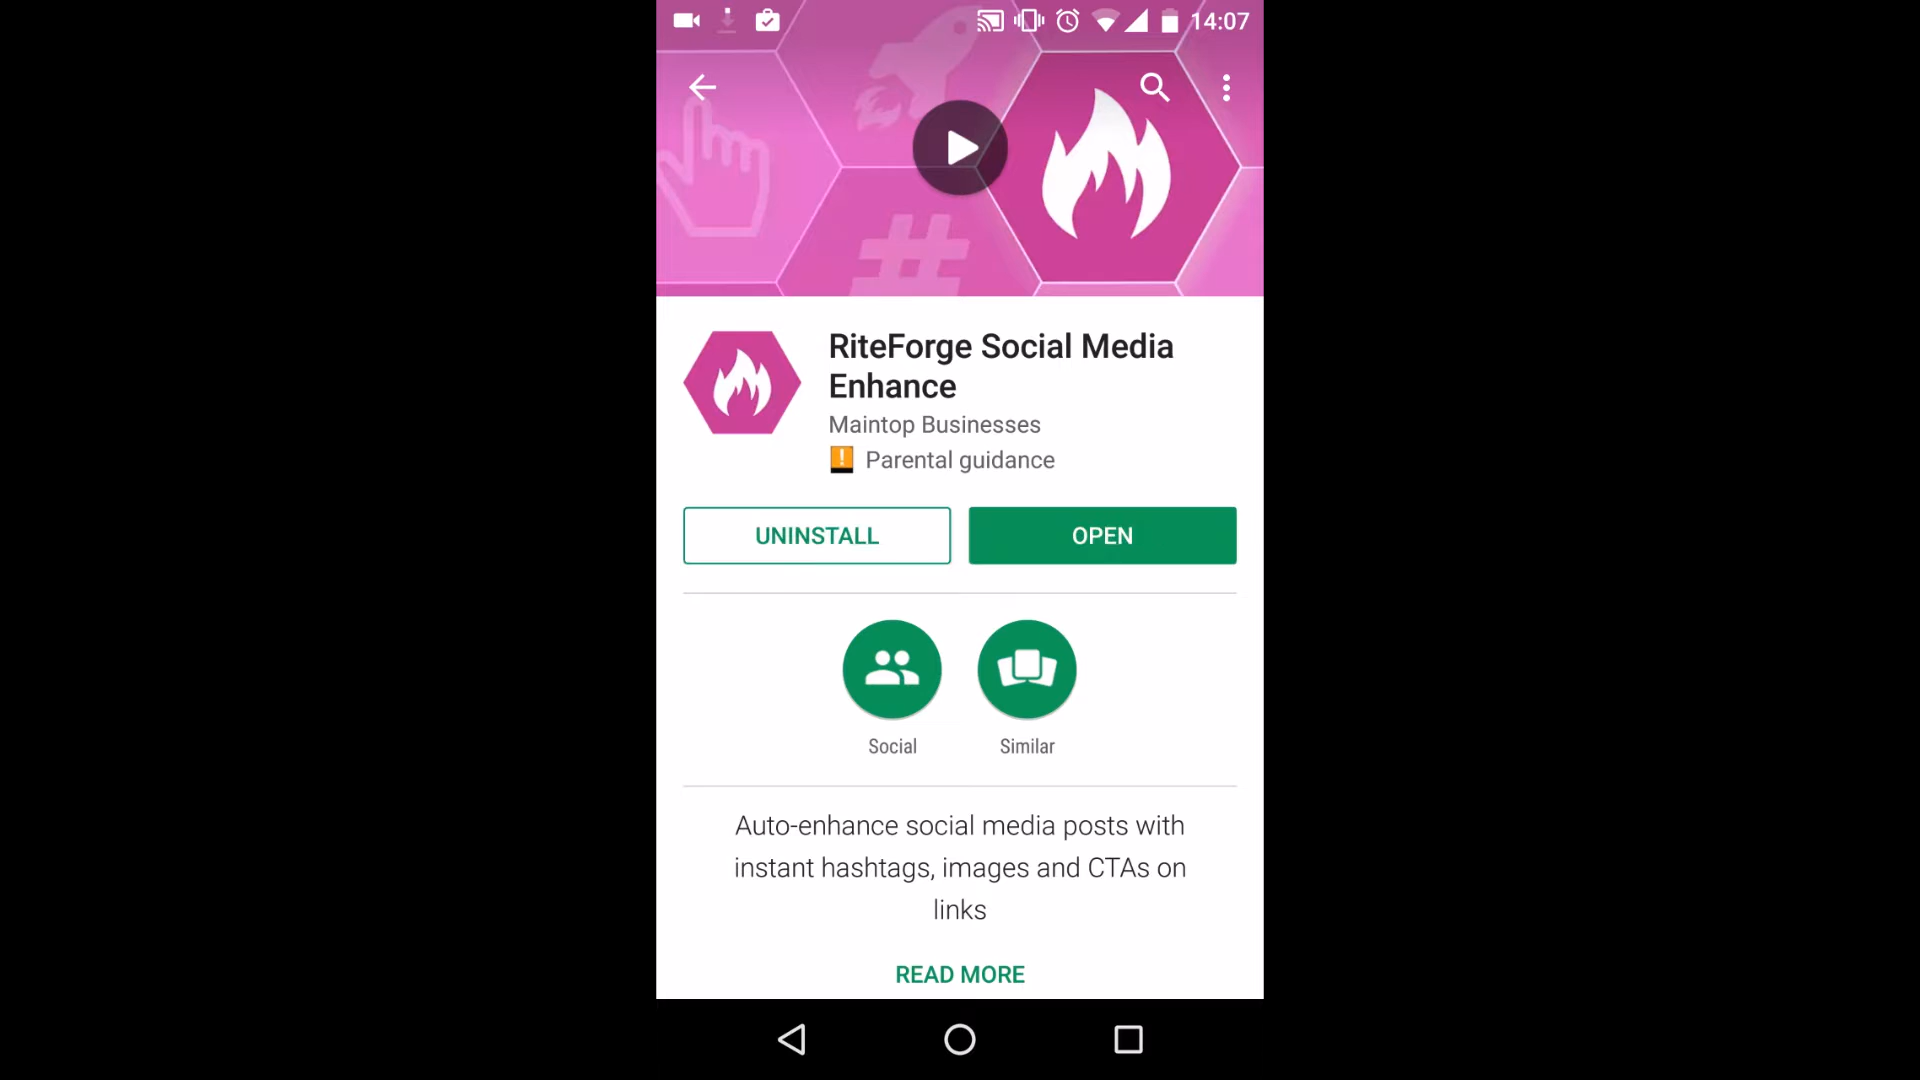 14:07
#
RiteForge Social Media
Enhance
Maintop Businesses
! Parental guidance
UNINSTALL
OPEN
Social
Similar
Auto-enhance social media posts with
instant hashtags, images and CTAs on
links
READ MORE